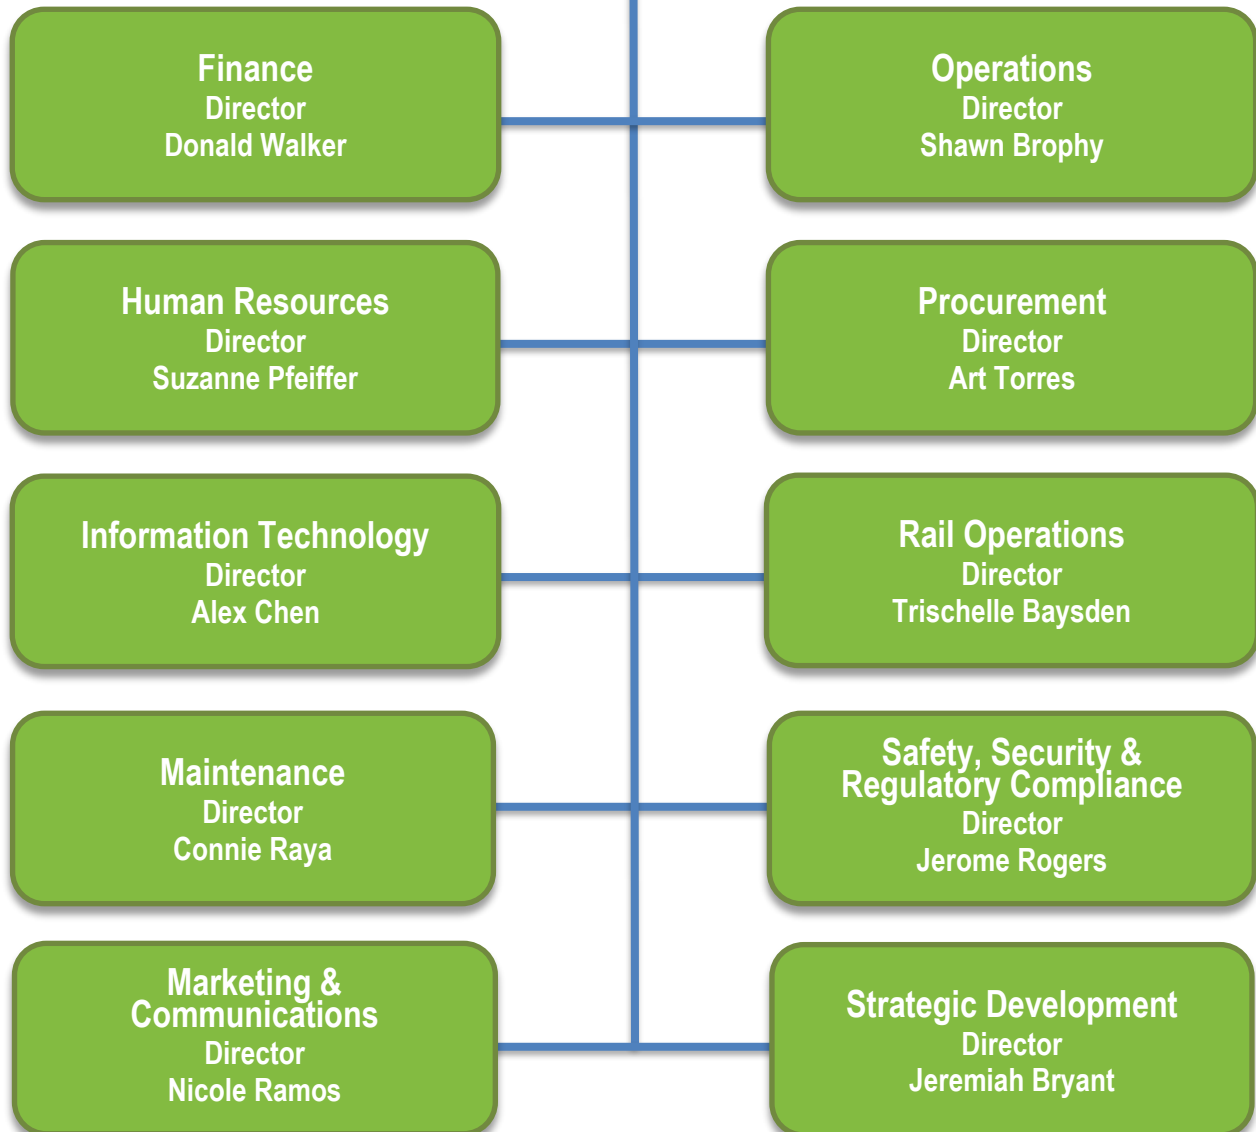 Finance
Director
Donald Walker
Operations
Director
Shawn Brophy
Human Resources
Director
Suzanne Pfeiffer
Procurement
Director
Art Torres
Information Technology
Director
Alex Chen
Rail Operations
Director
Trischelle Baysden
Maintenance
Director
Connie Raya
Safety, Security &
Regulatory Compliance
Director
Jerome Rogers
Marketing &
Communications
Director
Nicole Ramos
Strategic Development
Director
Jeremiah Bryant